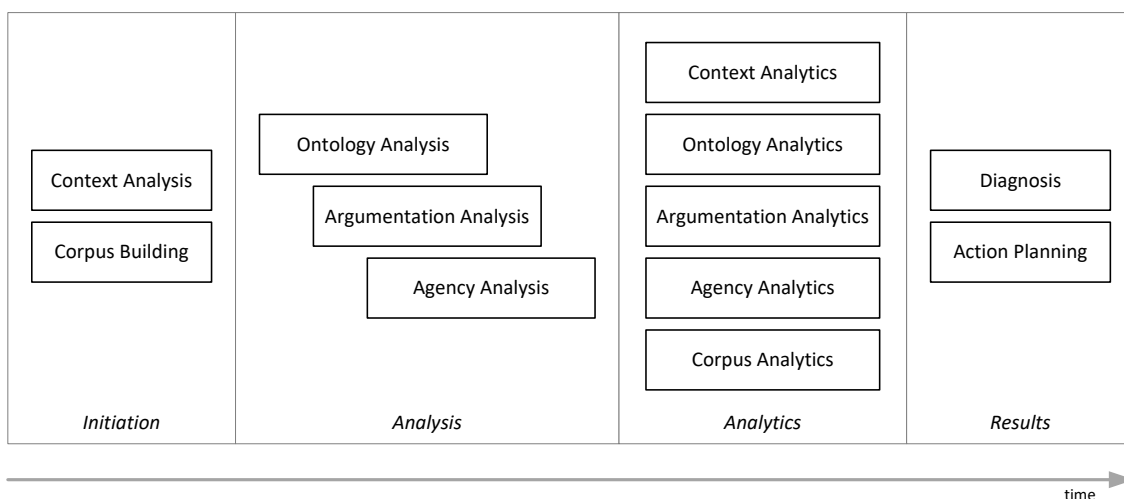 Context Analysis
Corpus Building
Initiation
Ontology Analysis
Argumentation Analysis
Agency Analysis
Analysis
Context Analytics
Ontology Analytics
Argumentation Analytics
Agency Analytics
Corpus Analytics
Analytics
Diagnosis
Action Planning
Results
time